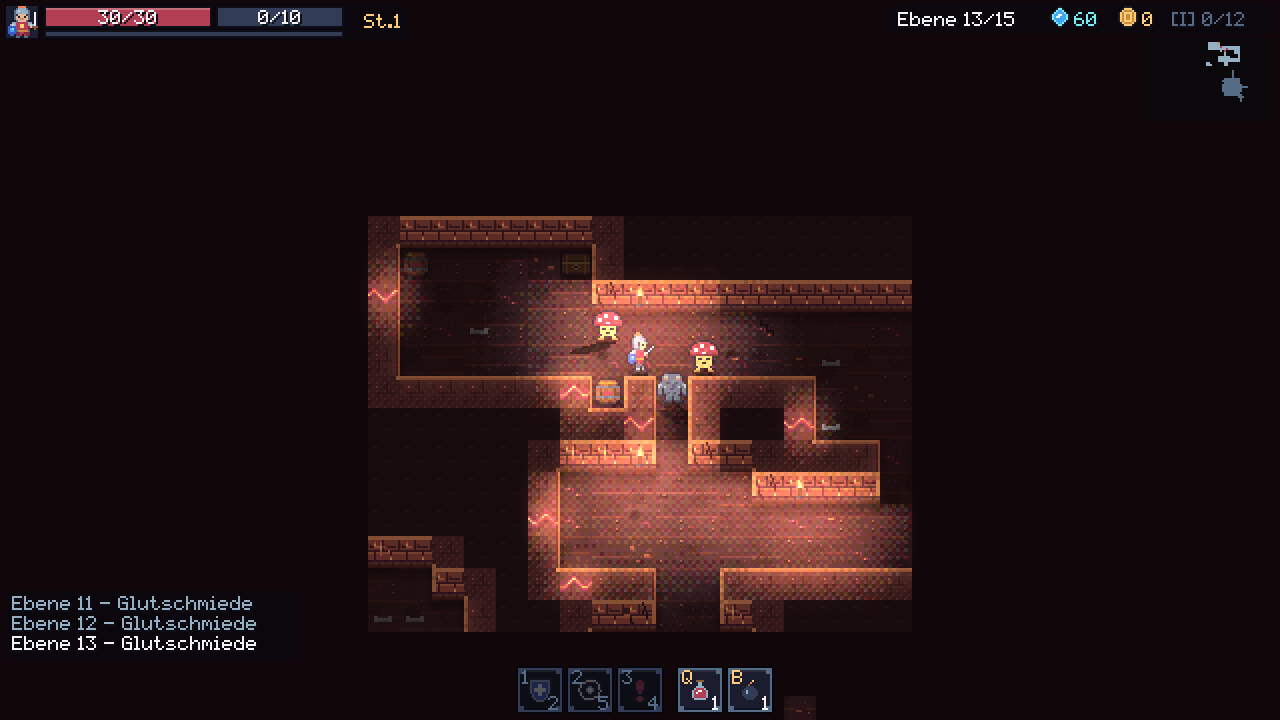 30/30 0/10 St.1 Ebene 13/15 60 0 [I] 0/12
Ebene 11 – Glutschmiede
Ebene 12 – Glutschmiede
Ebene 13 – Glutschmiede
1 2 2 5 3 4 Q 1 B 1